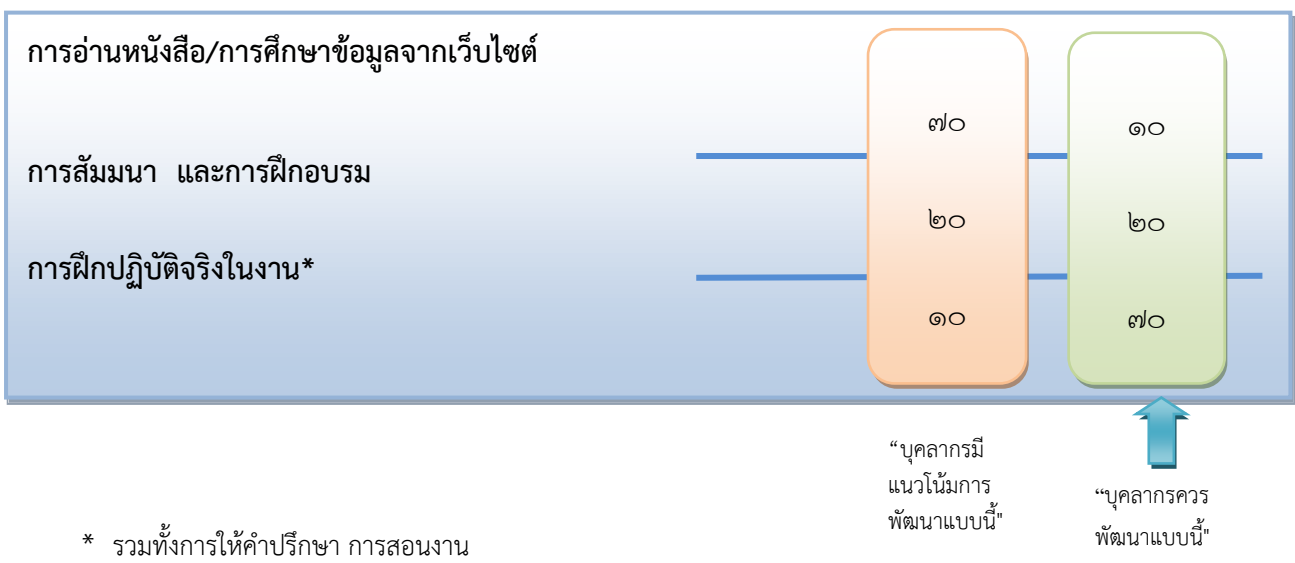 การอ่านหนังสือ/การศึกษาข้อมูลจากเว็บไซต์
๗๐ ๑๐
การสัมมนา และการฝึกอบรม
๒๐ ๒๐
การฝึกปฏิบัติจริงในงาน*
๑๐ ๗๐
“บุคลากรมี
แนวโน้มการ
พัฒนาแบบนี้"
“บุคลากรควร
พัฒนาแบบนี้"
* รวมทั้งการให้คำปรึกษา การสอนงาน